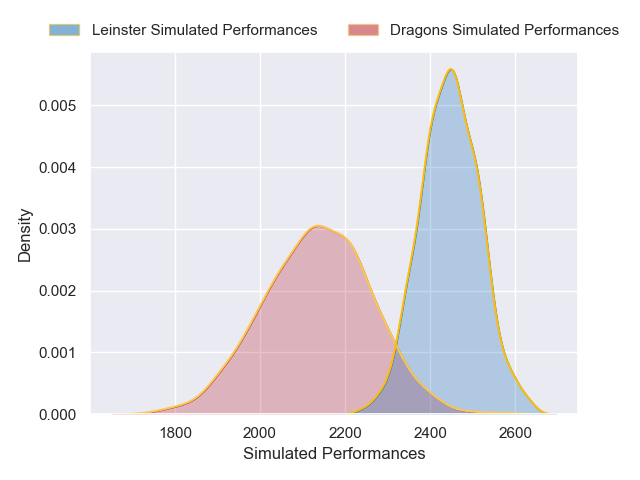 Leinster Simulated Performances
Dragons Simulated Performances
0.005
0.004
0.003
0.002
0.001
0.000
Density
1800 2000 2200 2400 2600
Simulated Performances